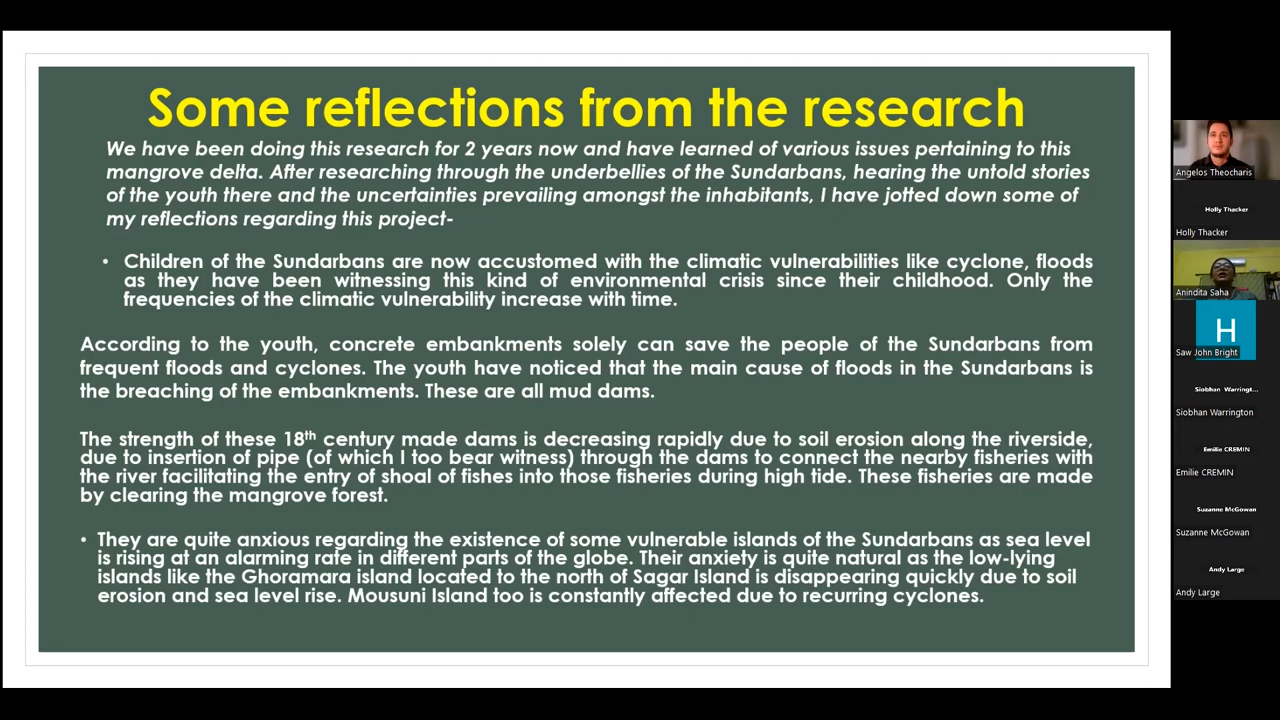 Some reflections from the research
We have been doing this research for 2 years now and have learned of various issues pertaining to this
mangrove delta. After researching through the underbellies of the Sundarbans, hearing the untold stories
of the youth there and the uncertainties prevailing amongst the inhabitants, I have jotted down some of
my reflections regarding this project-
• Children of the Sundarbans are now accustomed with the climatic vulnerabilities like cyclone, floods
as they have been witnessing this kind of environmental crisis since their childhood. Only the
frequencies of the climatic vulnerability increase with time.
According to the youth, concrete embankments solely can save the people of the Sundarbans from
frequent floods and cyclones. The youth have noticed that the main cause of floods in the Sundarbans is
the breaching of the embankments. These are all mud dams.
The strength of these 18th century made dams is decreasing rapidly due to soil erosion along the riverside,
due to insertion of pipe (of which I too bear witness) through the dams to connect the nearby fisheries with
the river facilitating the entry of shoal of fishes into those fisheries during high tide. These fisheries are made
by clearing the mangrove forest.
• They are quite anxious regarding the existence of some vulnerable islands of the Sundarbans as sea level
is rising at an alarming rate in different parts of the globe. Their anxiety is quite natural as the low-lying
islands like the Ghoramara island located to the north of Sagar Island is disappearing quickly due to soil
erosion and sea level rise. Mousuni Island too is constantly affected due to recurring cyclones.
Angelos Theocharis
Holly Thacker
Holly Thacker
Anindita Saha
H
Saw John Bright
Siobhan Warringt...
Siobhan Warrington
Emilie CREMIN
Emilie CREMIN
Suzanne McGowan
Suzanne McGowan
Andy Large
Andy Large